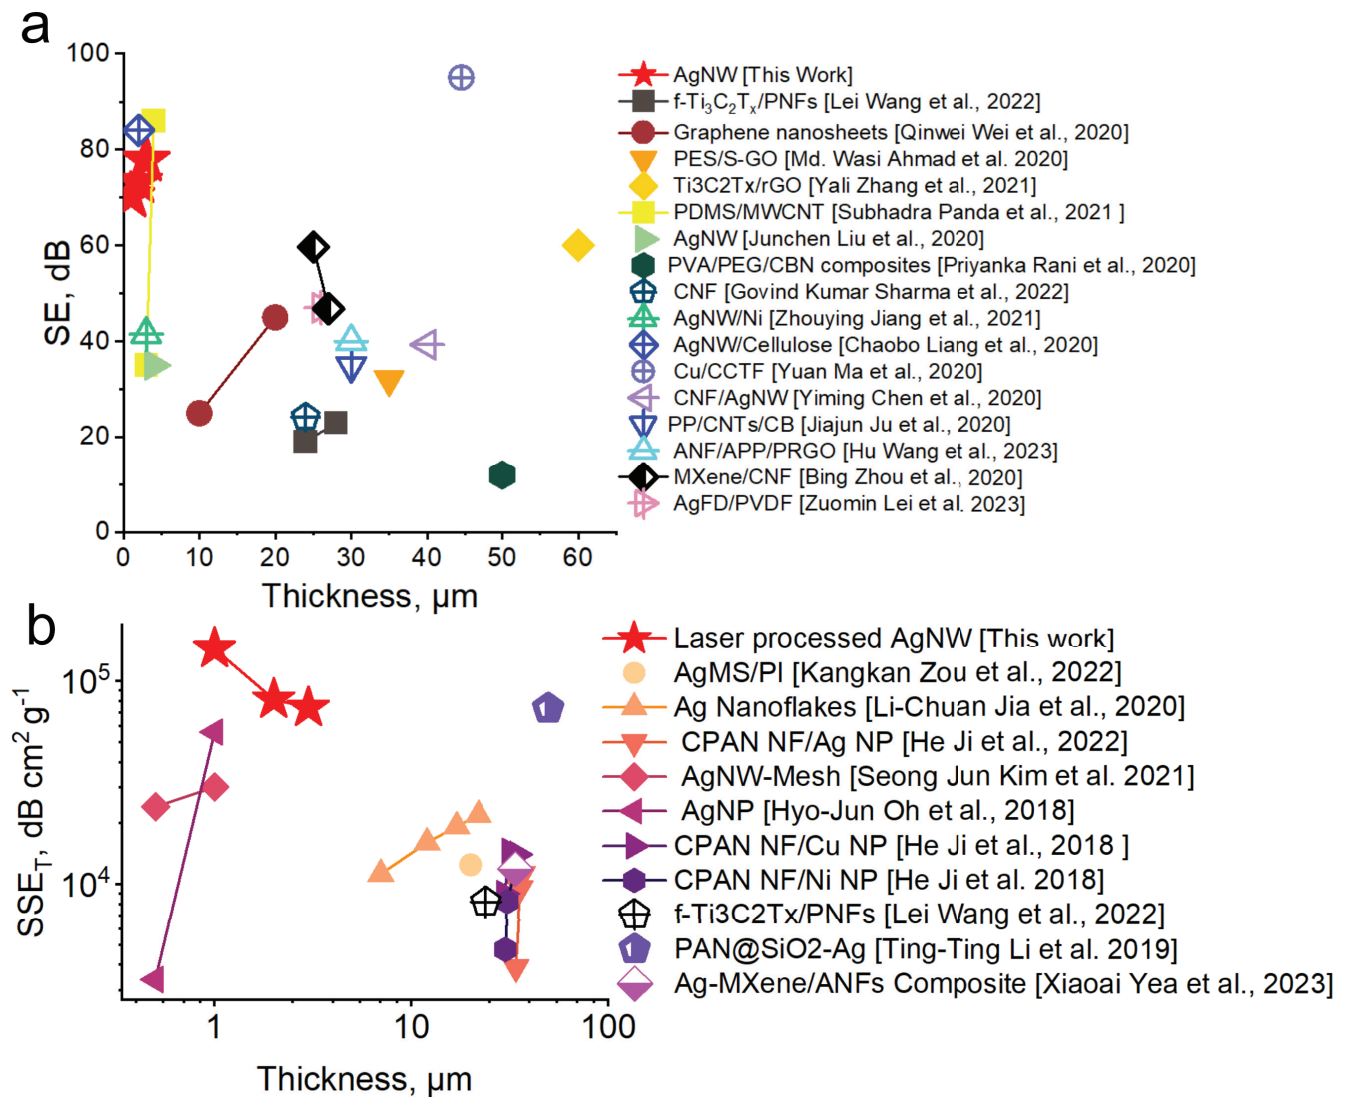 a
100
80
60
40
20
0
SE, dB
0 10 20 30 40 50 60
Thickness, µm
AgNW [This Work]
f-Ti3C2Tx/PNFs [Lei Wang et al., 2022]
Graphene nanosheets [Qinwei Wei et al., 2020]
PES/S-GO [Md. Wasi Ahmad et al. 2020]
Ti3C2Tx/rGO [Yali Zhang et al., 2021]
PDMS/MWCNT [Subhadra Panda et al., 2021 ]
AgNW [Junchen Liu et al., 2020]
PVA/PEG/CBN composites [Priyanka Rani et al., 2020]
CNF [Govind Kumar Sharma et al., 2022]
AgNW/Ni [Zhouying Jiang et al., 2021]
AgNW/Cellulose [Chaobo Liang et al., 2020]
Cu/CCTF [Yuan Ma et al., 2020]
CNF/AgNW [Yiming Chen et al., 2020]
PP/CNTs/CB [Jiajun Ju et al., 2020]
ANF/APP/PRGO [Hu Wang et al., 2023]
MXene/CNF [Bing Zhou et al., 2020]
AgFD/PVDF [Zuomin Lei et al. 2023]
b
10^5
10^4
SSE_T, dB cm^2 g^-1
1 10 100
Thickness, µm
Laser processed AgNW [This work]
AgMS/PI [Kangkan Zou et al., 2022]
Ag Nanoflakes [Li-Chuan Jia et al., 2020]
CPAN NF/Ag NP [He Ji et al., 2022]
AgNW-Mesh [Seong Jun Kim et al. 2021]
AgNP [Hyo-Jun Oh et al., 2018]
CPAN NF/Cu NP [He Ji et al., 2018 ]
CPAN NF/Ni NP [He Ji et al. 2018]
f-Ti3C2Tx/PNFs [Lei Wang et al., 2022]
PAN@SiO2-Ag [Ting-Ting Li et al. 2019]
Ag-MXene/ANFs Composite [Xiaoai Yea et al., 2023]